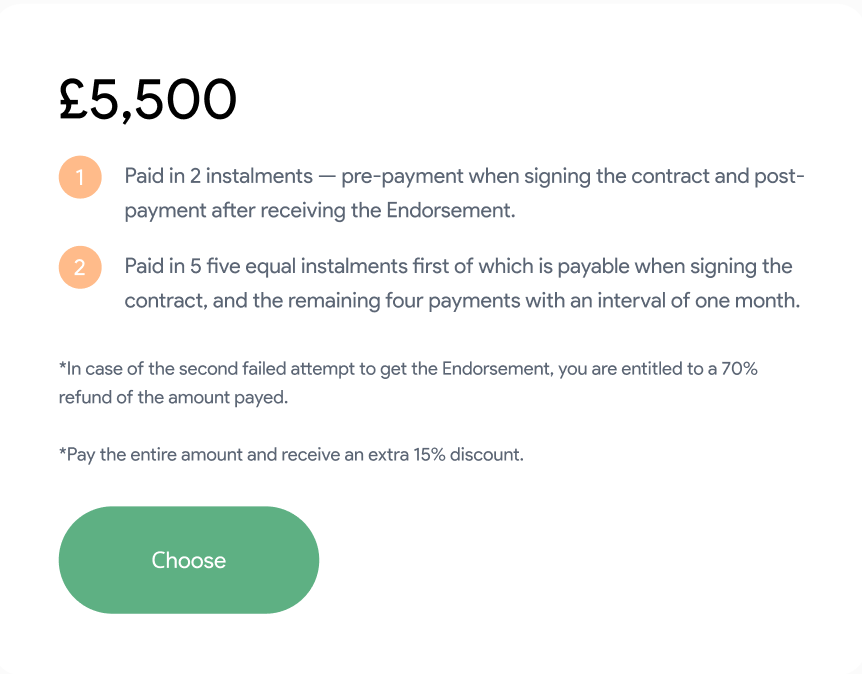 £5,500
1
Paid in 2 instalments — pre-payment when signing the contract and post-
payment after receiving the Endorsement.
2
Paid in 5 five equal instalments first of which is payable when signing the
contract, and the remaining four payments with an interval of one month.
*In case of the second failed attempt to get the Endorsement, you are entitled to a 70%
refund of the amount payed.
*Pay the entire amount and receive an extra 15% discount.
Choose